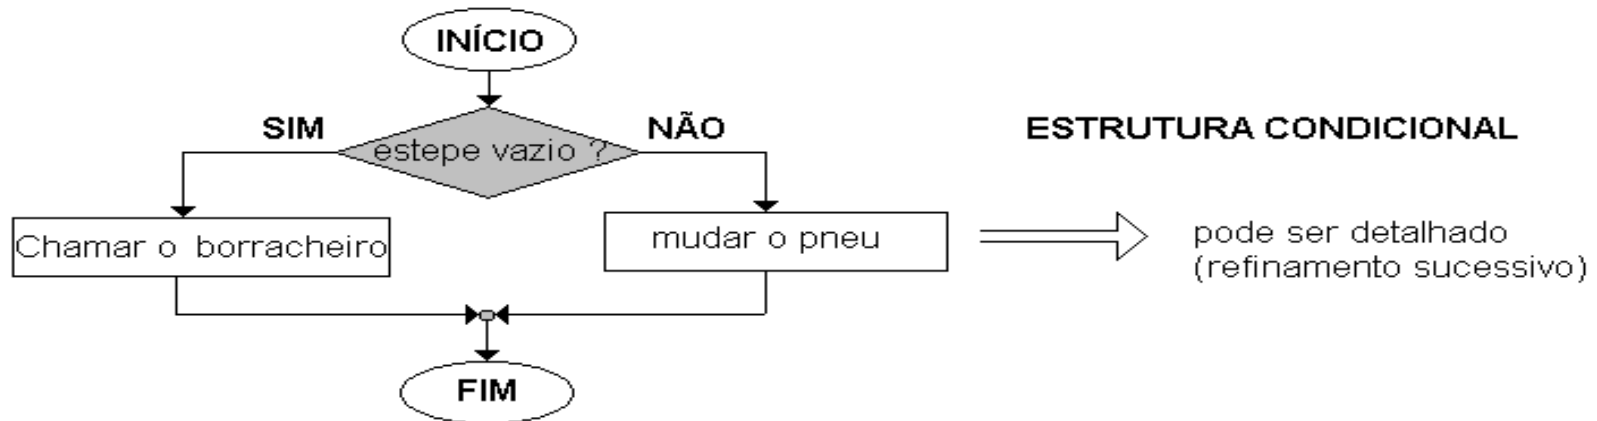 INÍCIO
SIM
NÃO
ESTRUTURA CONDICIONAL
estepe vazio ?
Chamar o borracheiro
mudar o pneu
pode ser detalhado
(refinamento sucessivo)
FIM